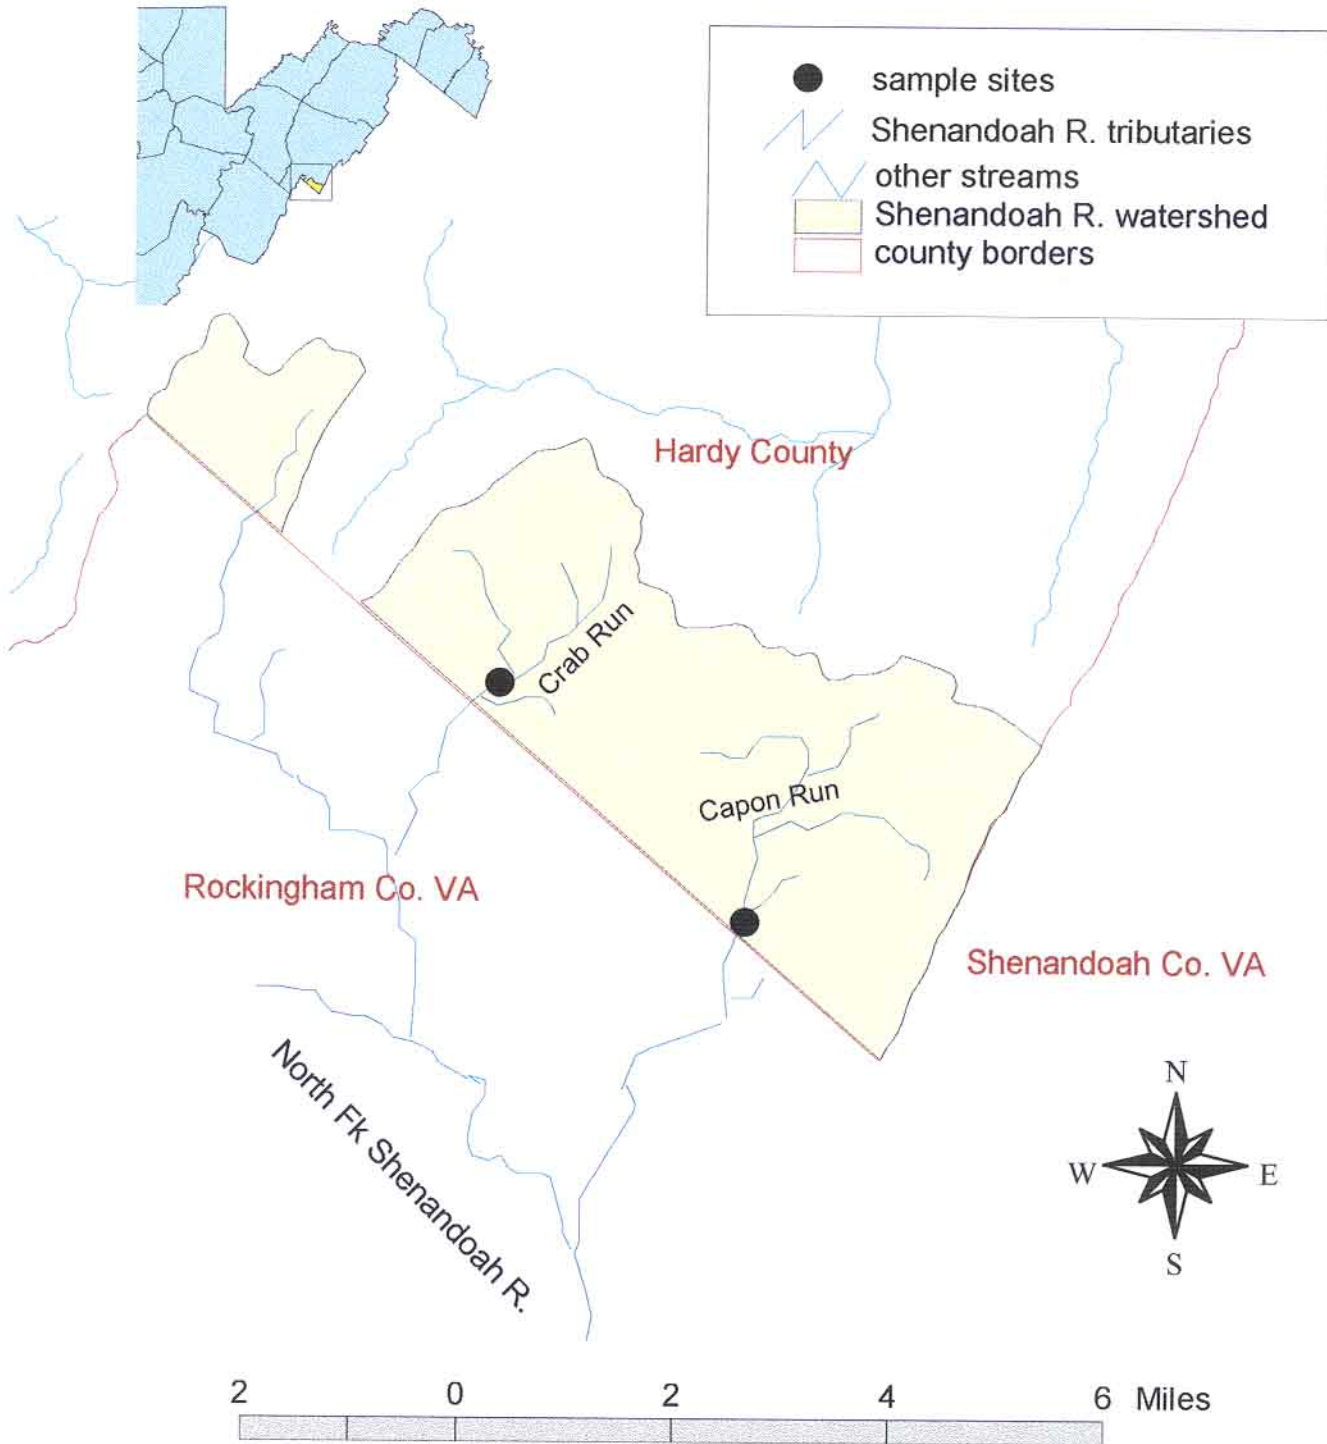 sample sites
Shenandoah R. tributaries
other streams
Shenandoah R. watershed
county borders
Hardy County
Crab Run
Capon Run
Rockingham Co. VA
Shenandoah Co. VA
North Fk Shenandoah R.
N
W E
S
2 0 2 4 6 Miles